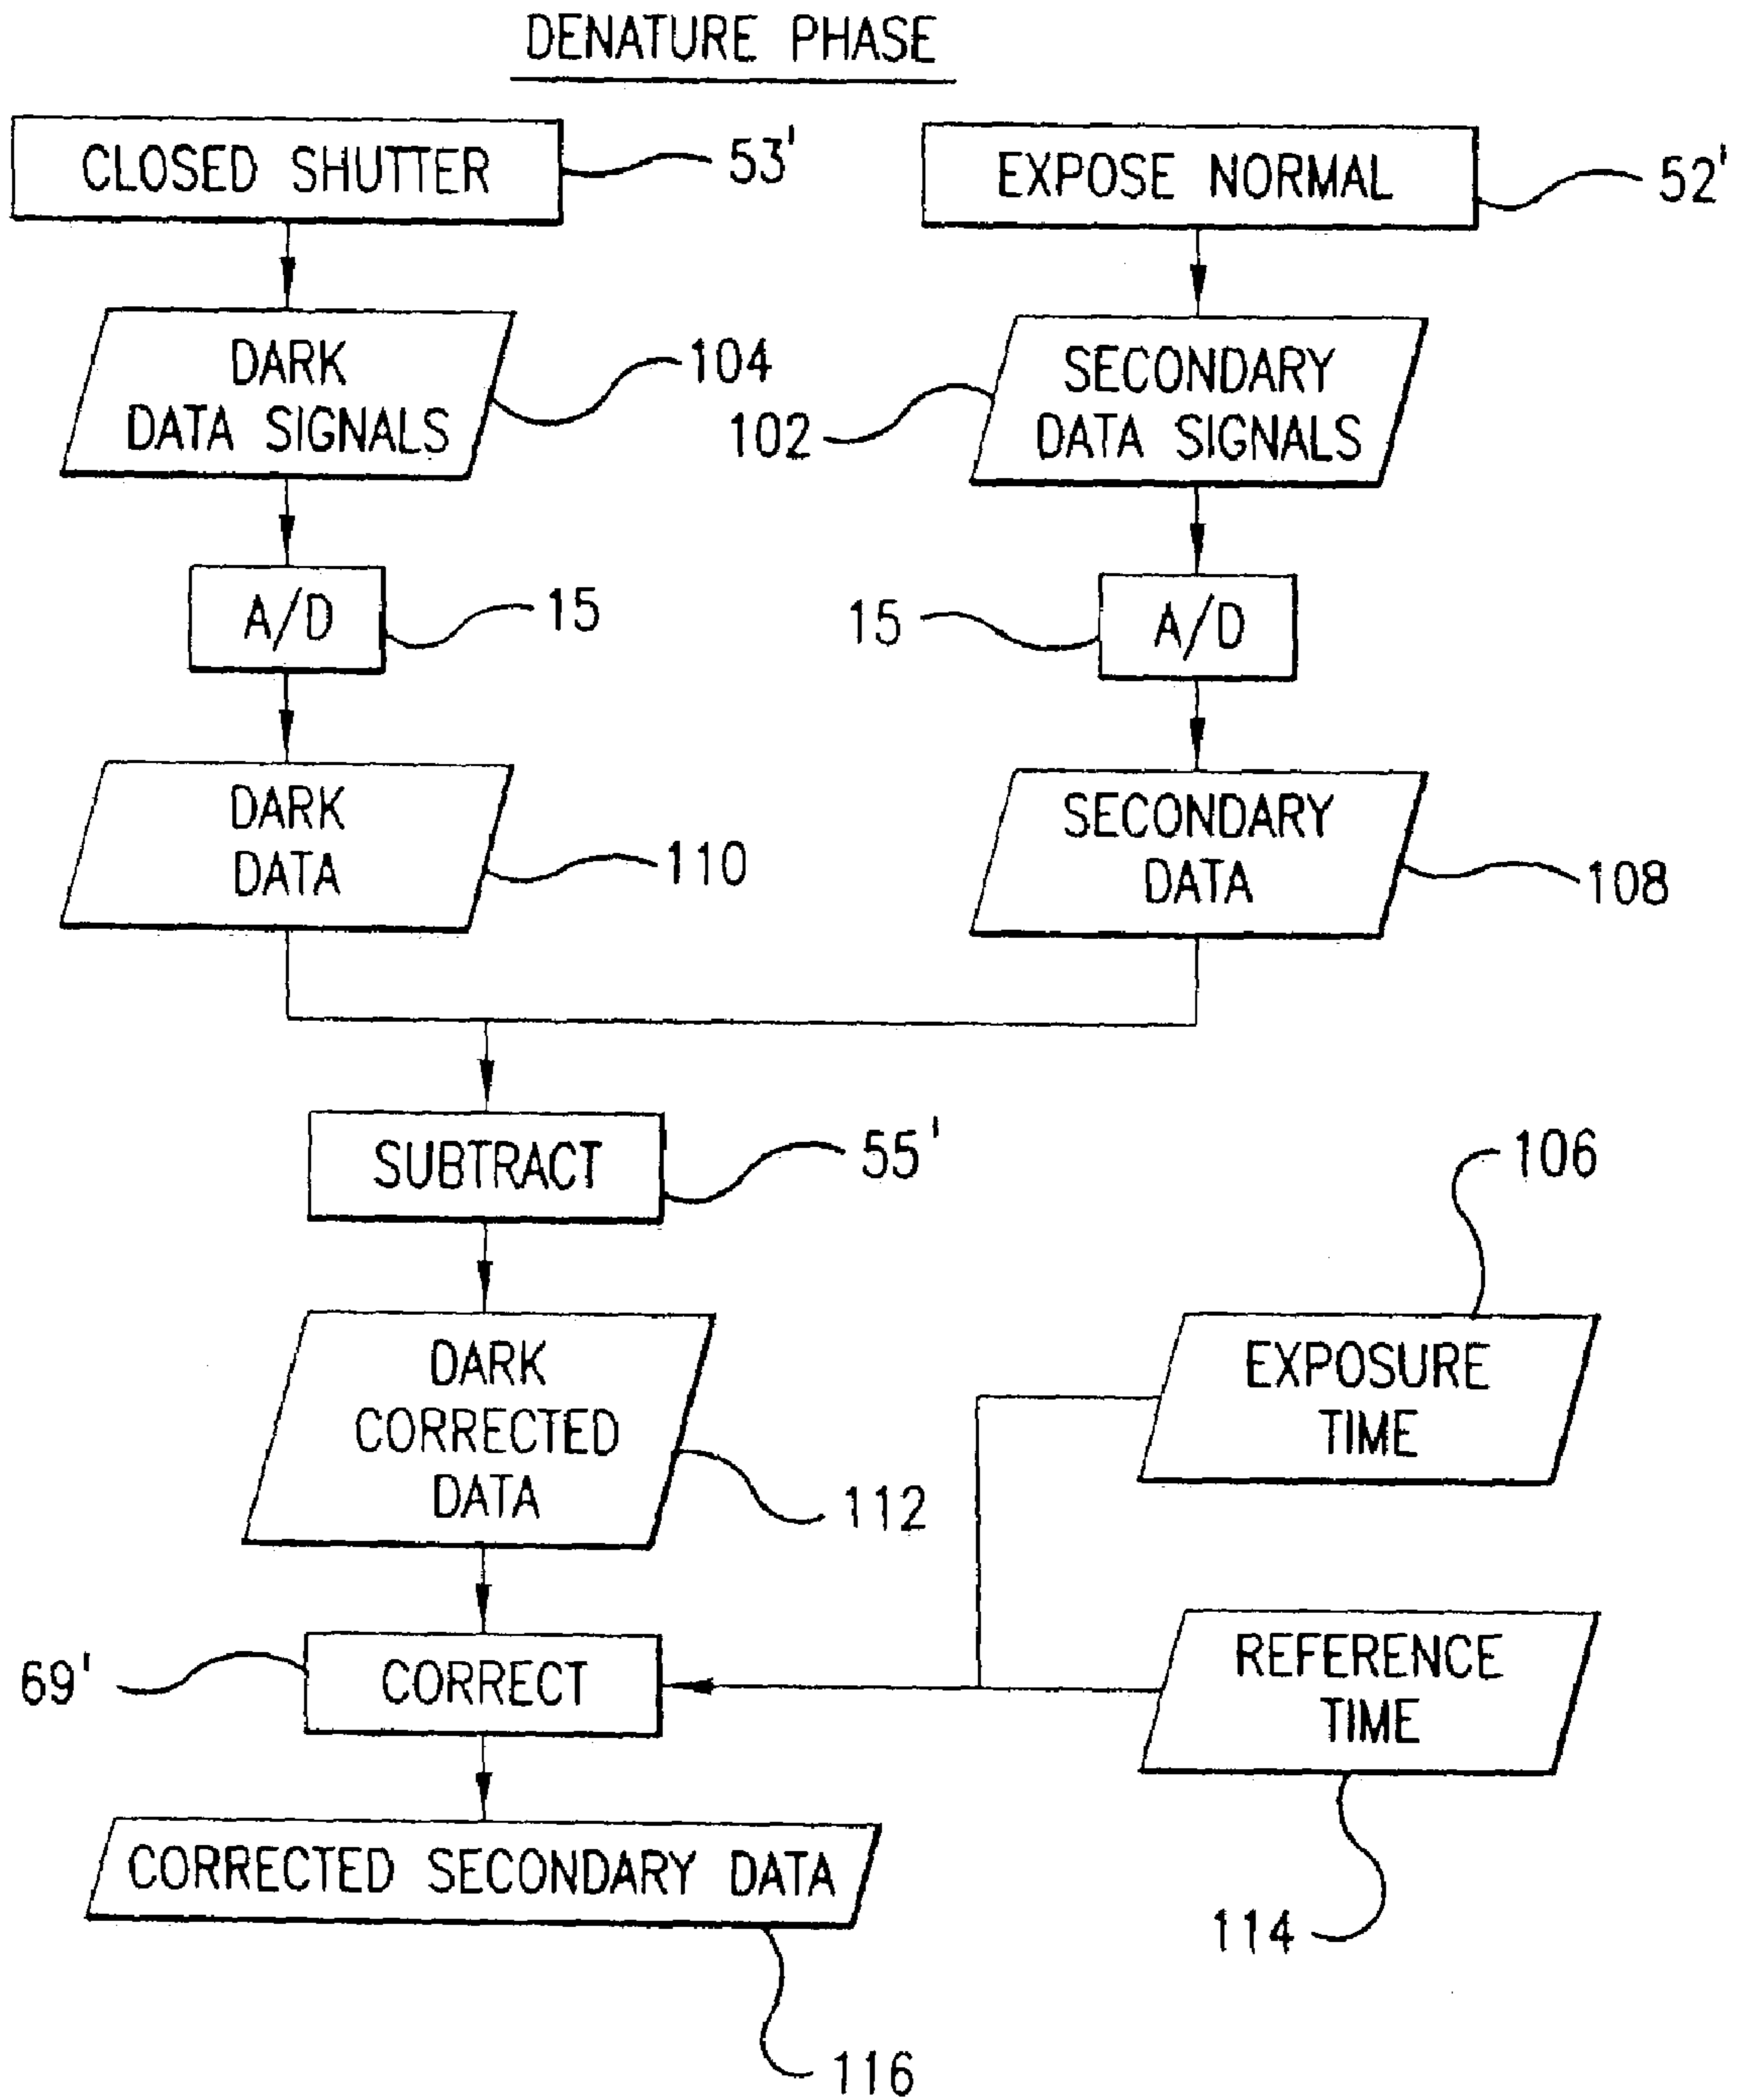 DENATURE PHASE
CLOSED SHUTTER
53'
EXPOSE NORMAL
52'
DARK
DATA SIGNALS
104
SECONDARY
DATA SIGNALS
102
A/D
15
15
A/D
DARK
DATA
110
SECONDARY
DATA
108
SUBTRACT
55'
106
DARK
CORRECTED
DATA
112
EXPOSURE
TIME
69'
CORRECT
REFERENCE
TIME
114
CORRECTED SECONDARY DATA
116